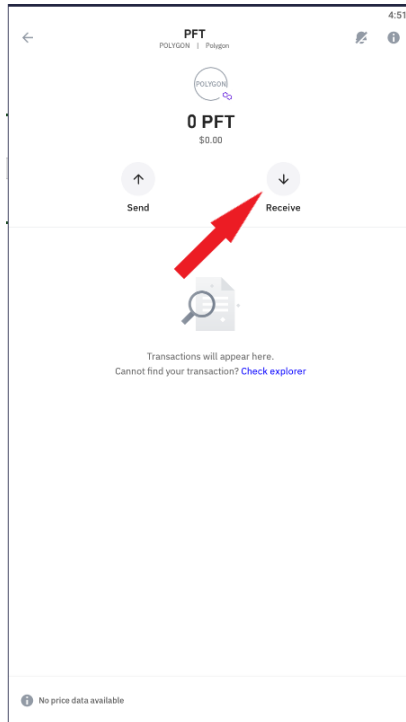 4:51
PFT
POLYGON | Polygon
POLYGON
0 PFT
$0.00
Send
Receive
Transactions will appear here.
Cannot find your transaction? Check explorer
No price data available